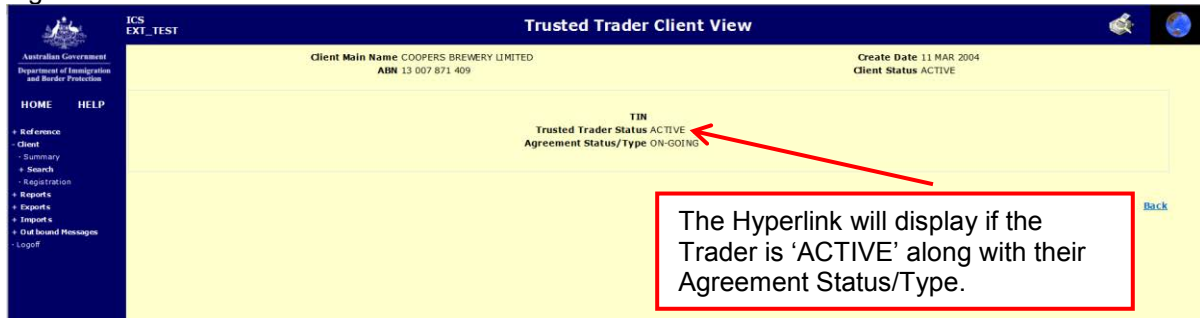 ICS
EXT_TEST
Trusted Trader Client View
Australian Government
Department of Immigration
and Border Protection
HOME HELP
+ Reference
- Client
- Summary
+ Search
- Registration
+ Reports
+ Exports
+ Imports
+ Outbound Messages
- Logoff
Client Main Name COOPERS BREWERY LIMITED
ABN 13 007 871 409
Create Date 11 MAR 2004
Client Status ACTIVE
TIN
Trusted Trader Status ACTIVE
Agreement Status/Type ON-GOING
Back
The Hyperlink will display if the
Trader is ‘ACTIVE’ along with their
Agreement Status/Type.